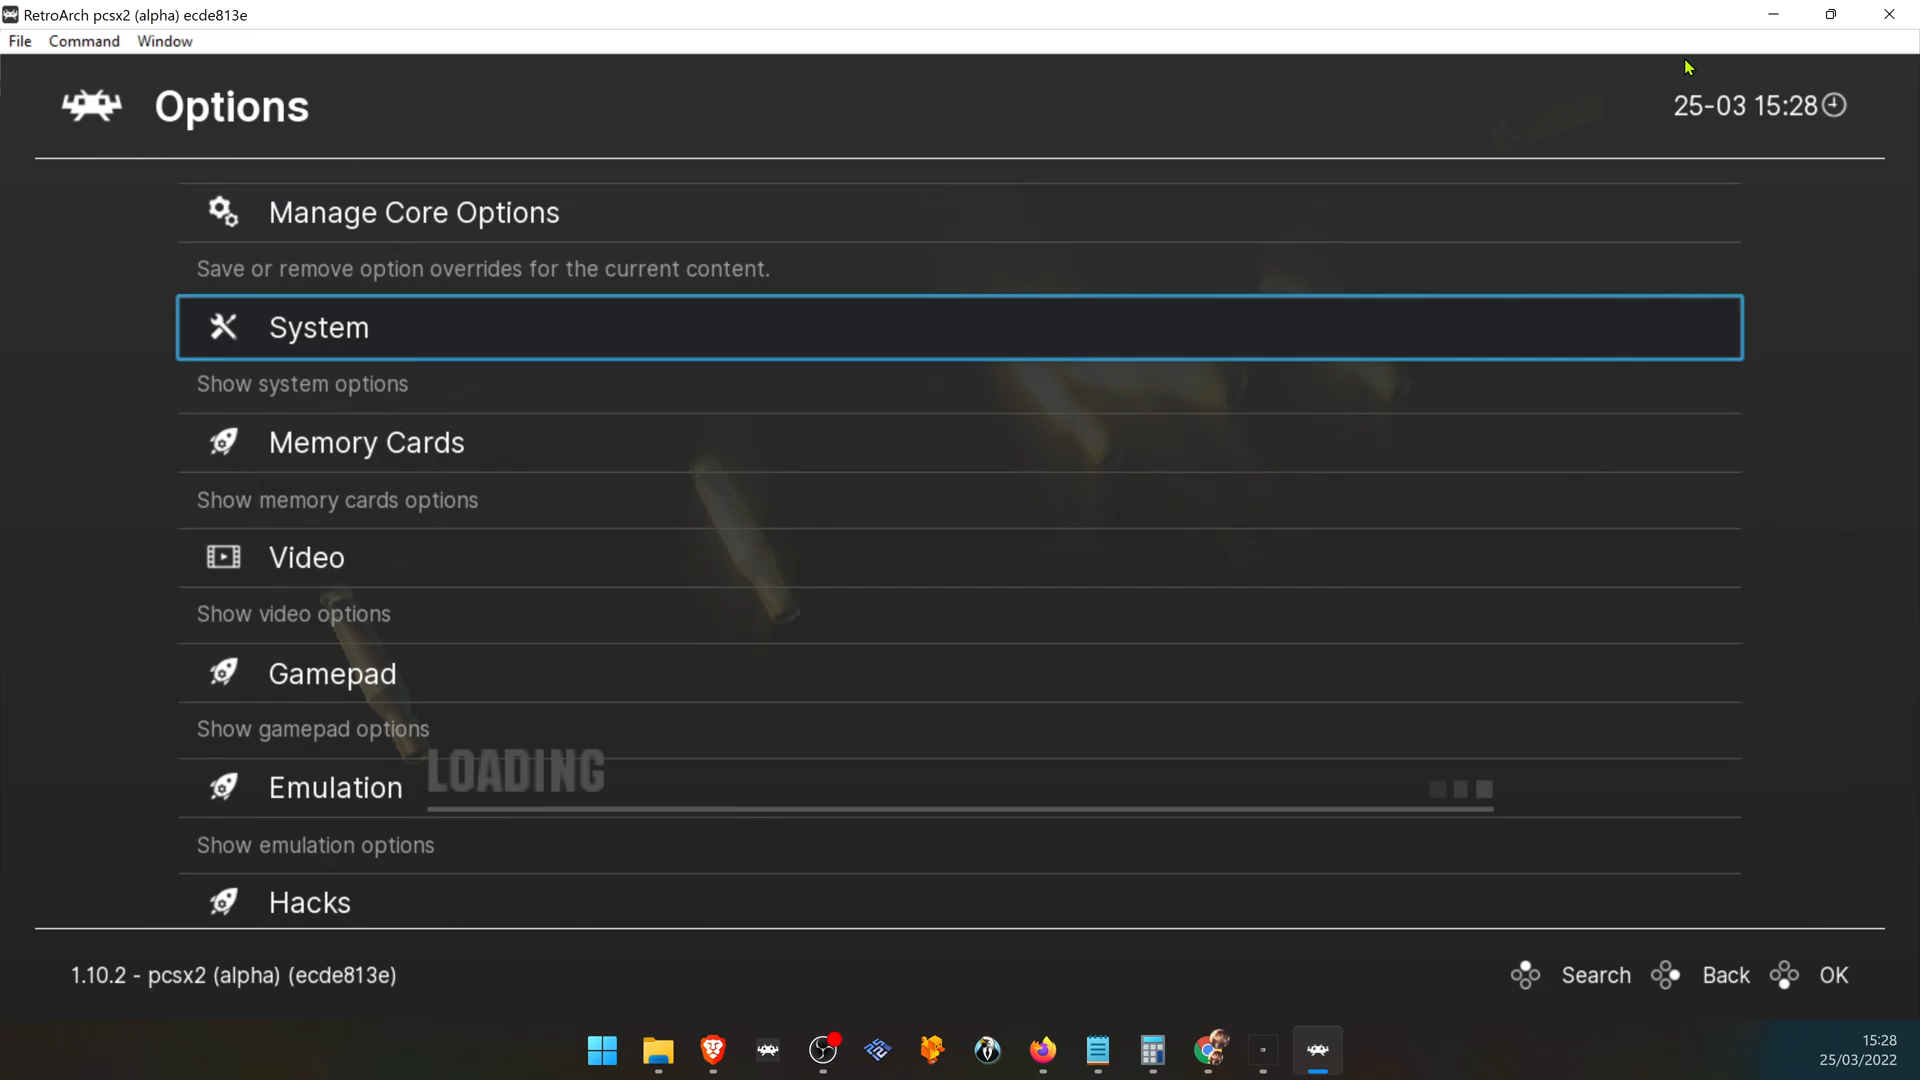 RetroArch pcsx2 (alpha) ecde813e
File Command Window
Options
25-03 15:28
Manage Core Options
Save or remove option overrides for the current content.
System
Show system options
Memory Cards
Show memory cards options
Video
Show video options
Gamepad
Show gamepad options
LOADING
Emulation
Show emulation options
Hacks
1.10.2 - pcsx2 (alpha) (ecde813e)
Search Back OK
15:28
25/03/2022